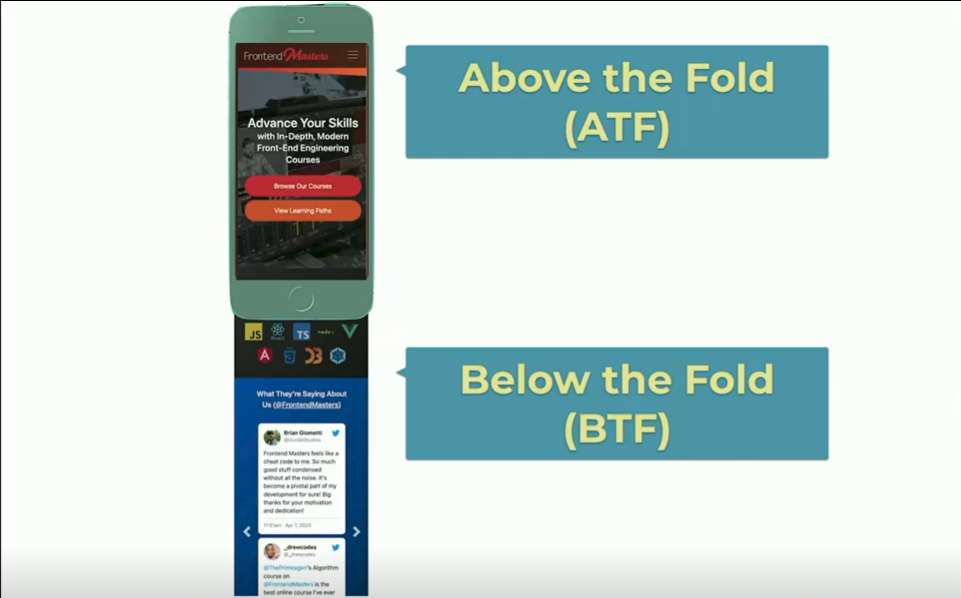 Frontend Masters
Advance Your Skills
with In-Depth, Modern
Front-End Engineering
Courses
Browse Our Courses
View Learning Paths
Above the Fold
(ATF)
JS
TS
Below the Fold
(BTF)
What They're Saying About
Us (@FrontendMasters)
Brian Giometti
Frontend Masters feels like a
cheat code to me. So much
good stuff condensed
without all the noise. It's
become a pivotal part of my
development for sure! Big
thanks for your motivation
and dedication!
Apr 7, 2023
_drewcodes
@_drewcodes
@ThePrimeagen's Algorithm
course on
@FrontendMasters is the
best online course I've ever